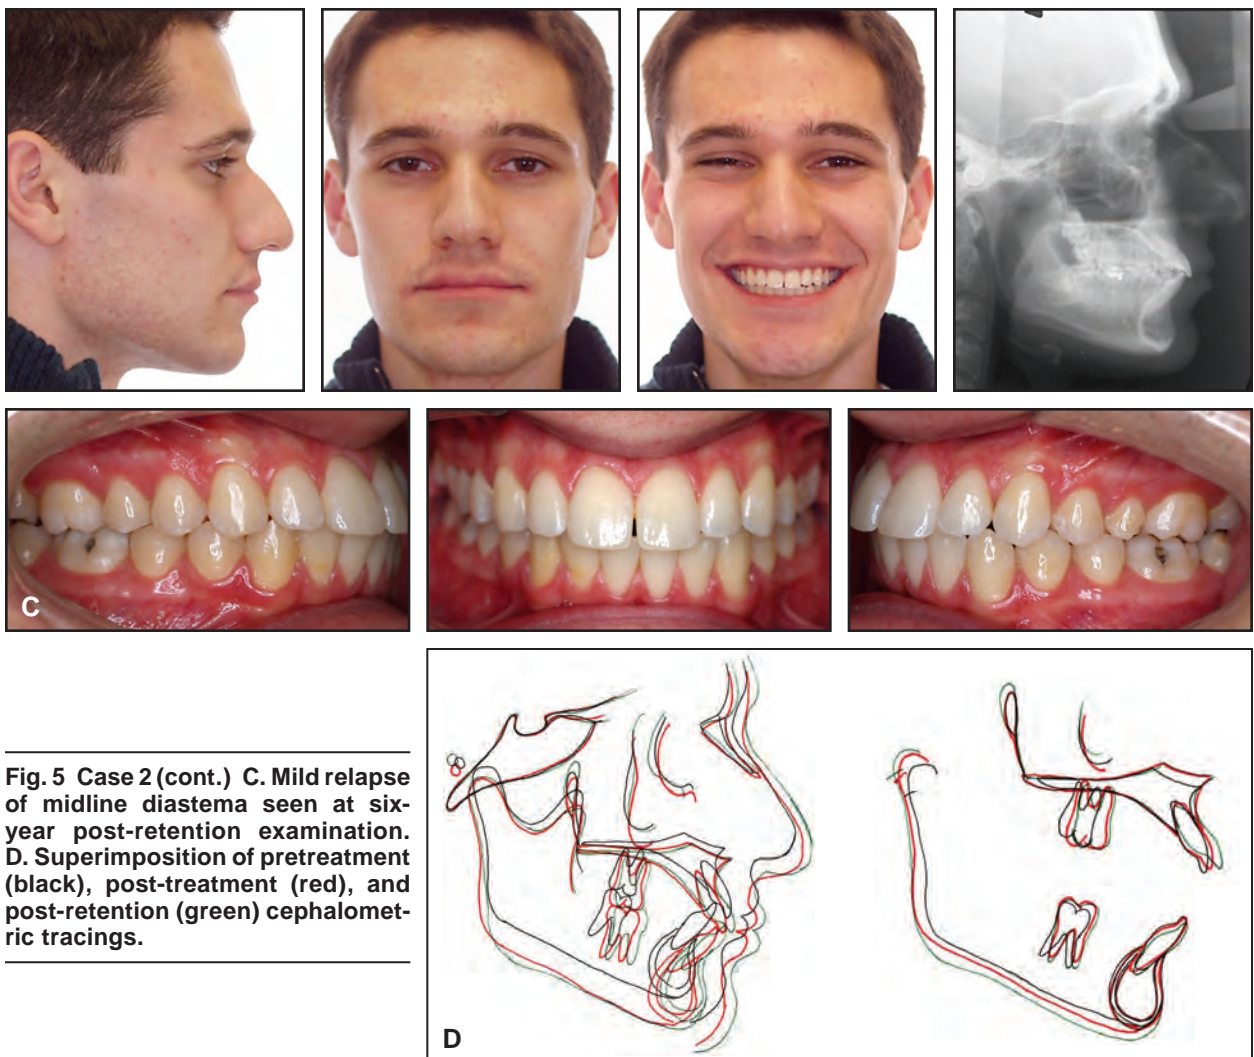 C
Fig. 5 Case 2 (cont.) C. Mild relapse
of midline diastema seen at six-
year post-retention examination.
D. Superimposition of pretreatment
(black), post-treatment (red), and
post-retention (green) cephalomet-
ric tracings.
D